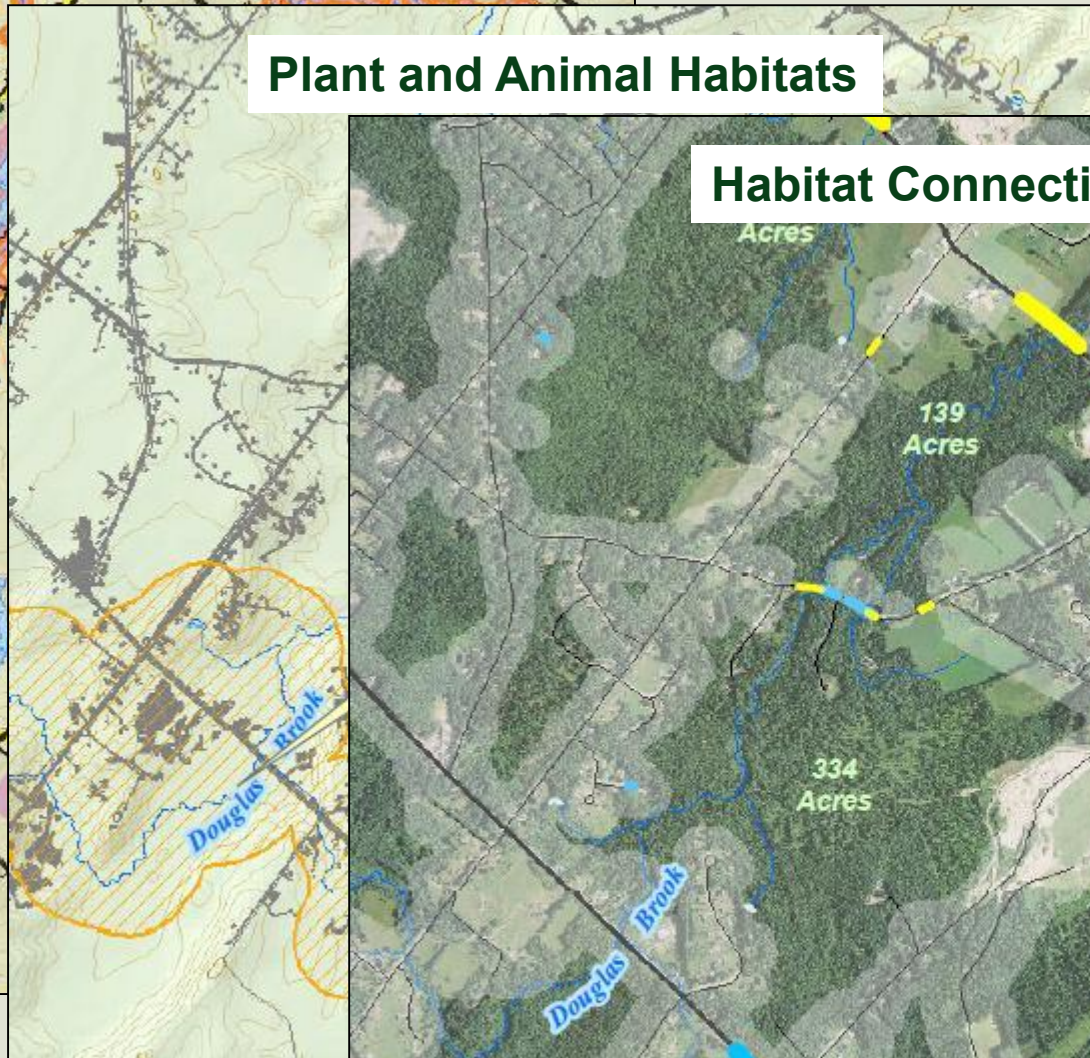 Plant and Animal Habitats
Habitat Connecti
Acres
139
Acres
334
Acres
Douglas Brook
Douglas Brook